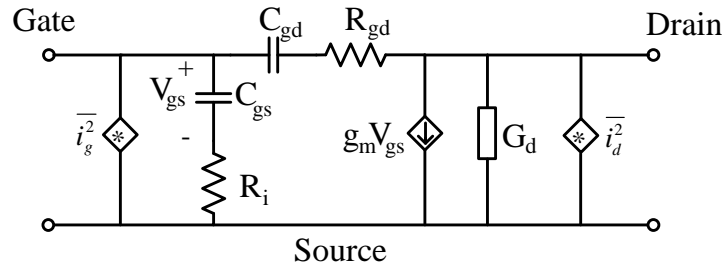 Gate
C_gd
R_gd
Drain
+
V_gs
C_gs
-
i_g^2
*
R_i
g_mV_gs
G_d
*
i_d^2
Source